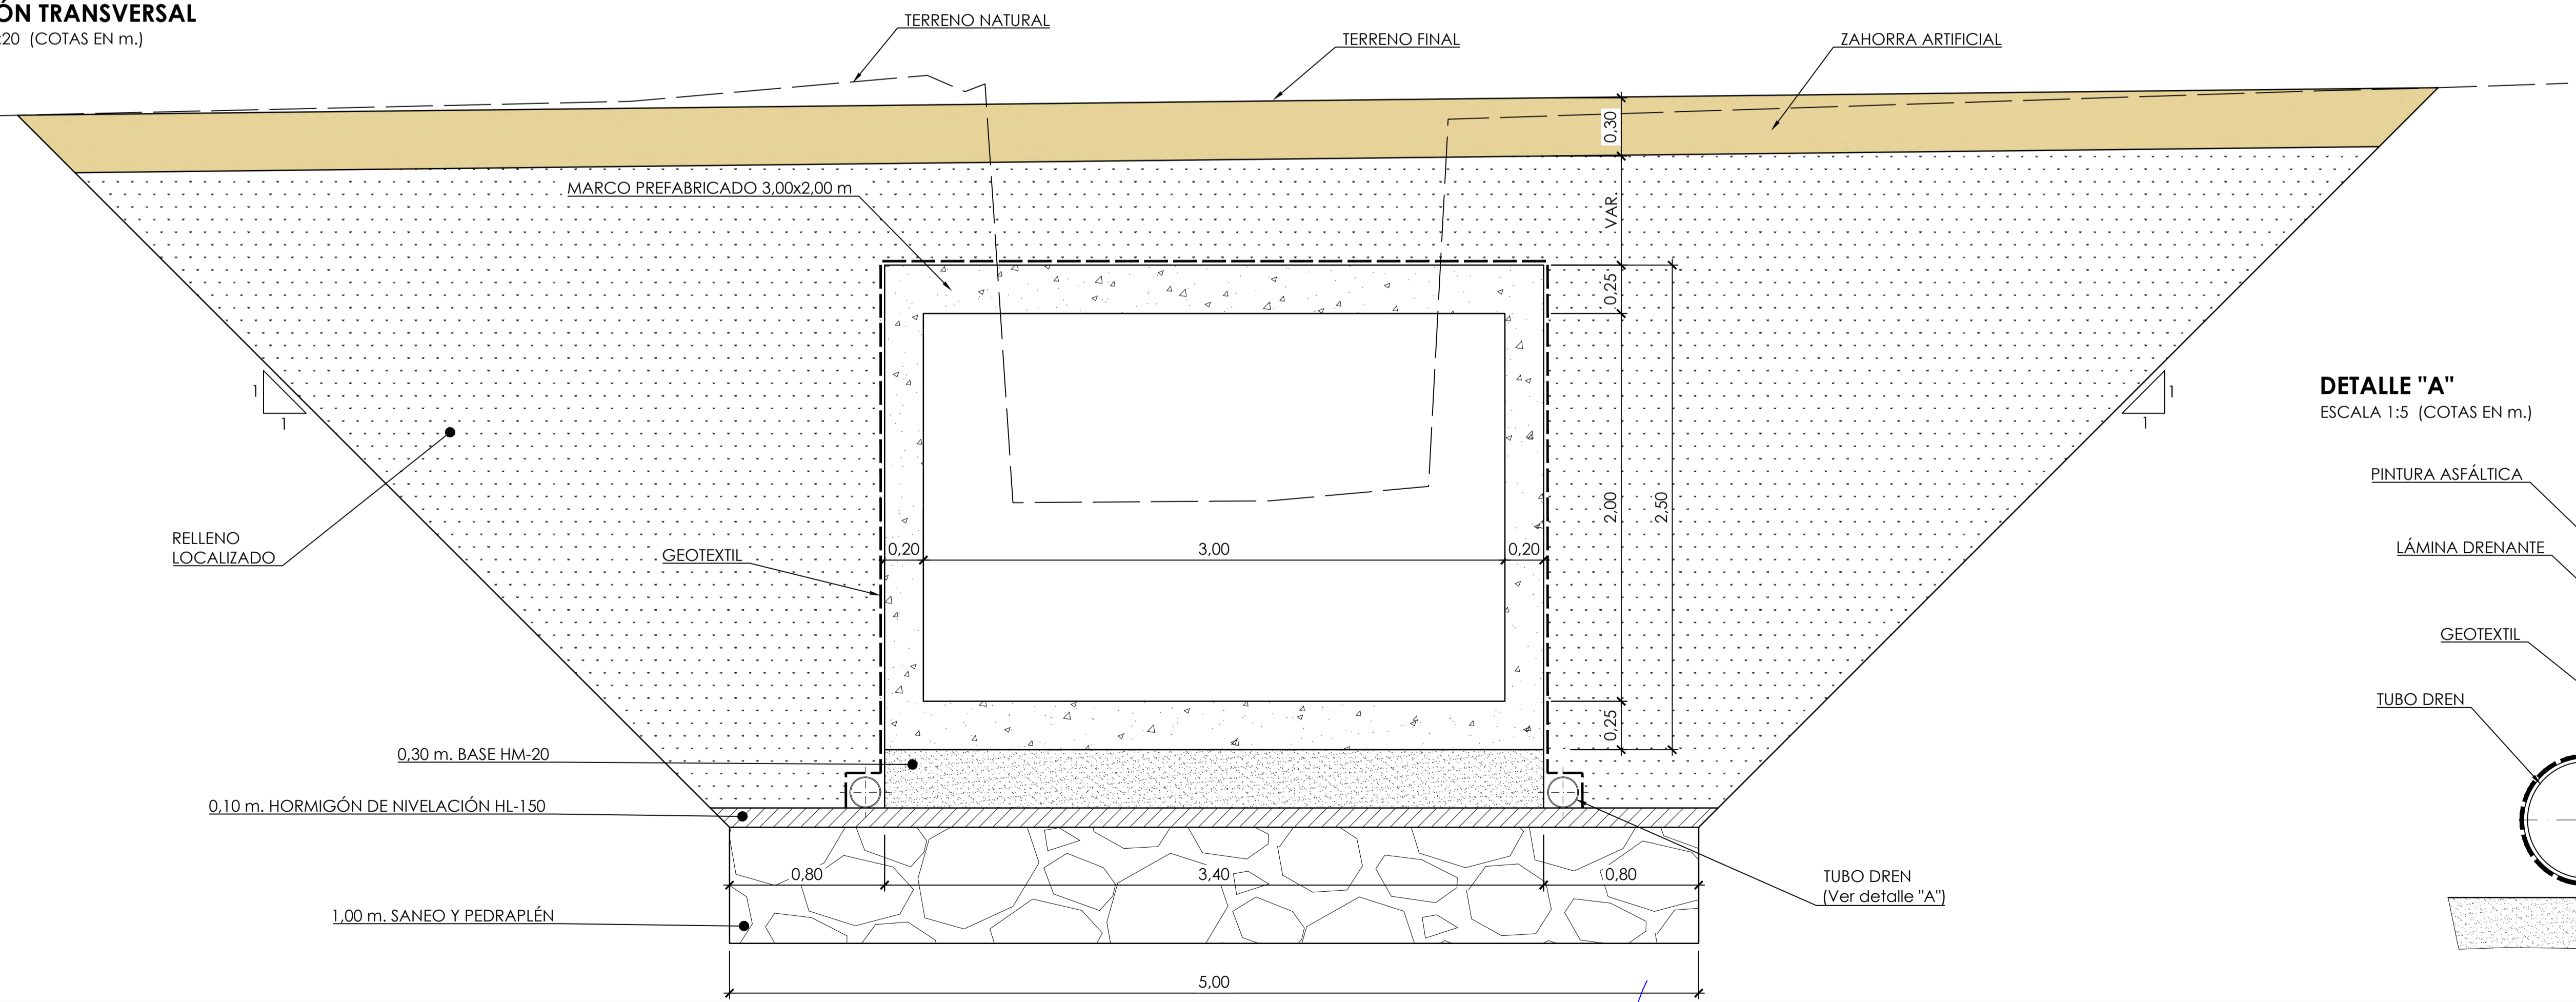 ÓN TRANSVERSAL
:20 (COTAS EN m.)
TERRENO NATURAL
TERRENO FINAL
ZAHORRA ARTIFICIAL
0,30
MARCO PREFABRICADO 3,00x2,00 m
VAR.
0,25
1
1
1
1
DETALLE "A"
ESCALA 1:5 (COTAS EN m.)
PINTURA ASFÁLTICA
2,00
2,50
RELLENO
LOCALIZADO
GEOTEXTIL
0,20
3,00
0,20
LÁMINA DRENANTE
GEOTEXTIL
TUBO DREN
0,25
0,30 m. BASE HM-20
0,10 m. HORMIGÓN DE NIVELACIÓN HL-150
0,80
3,40
0,80
TUBO DREN
(Ver detalle "A")
1,00 m. SANEO Y PEDRAPLÉN
5,00